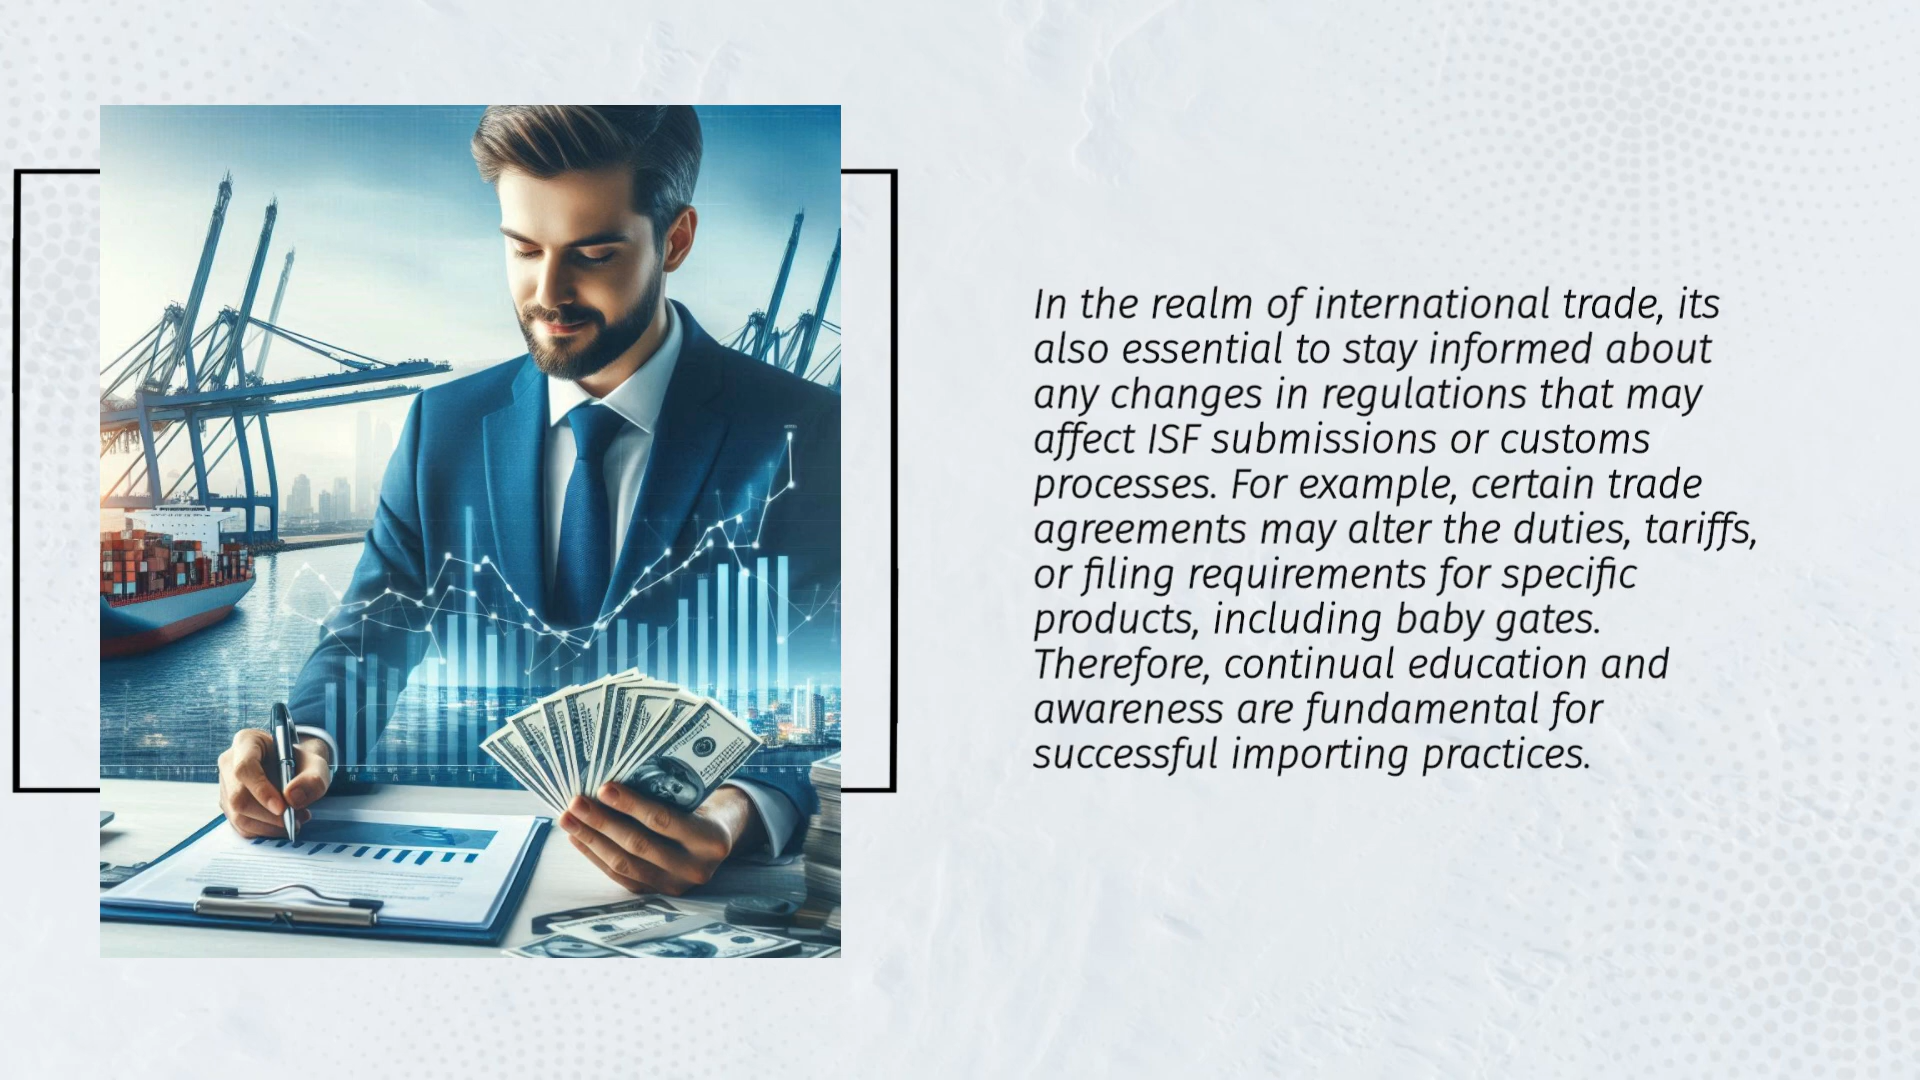 In the realm of international trade, its
also essential to stay informed about
any changes in regulations that may
affect ISF submissions or customs
processes. For example, certain trade
agreements may alter the duties, tariffs,
or filing requirements for specific
products, including baby gates.
Therefore, continual education and
awareness are fundamental for
successful importing practices.